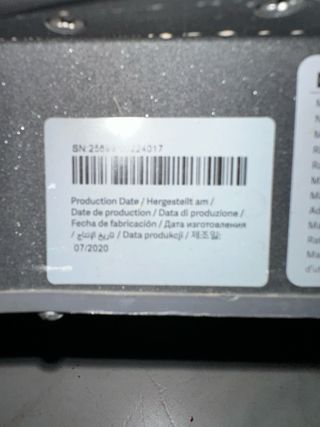 Production Date / Hergestellt am /
Date de production / Data di produzione /
Fecha de fabricación / Дата изготовления
/ تاريخ الإنتاج / Data produkcji / 제조일:
07/2020